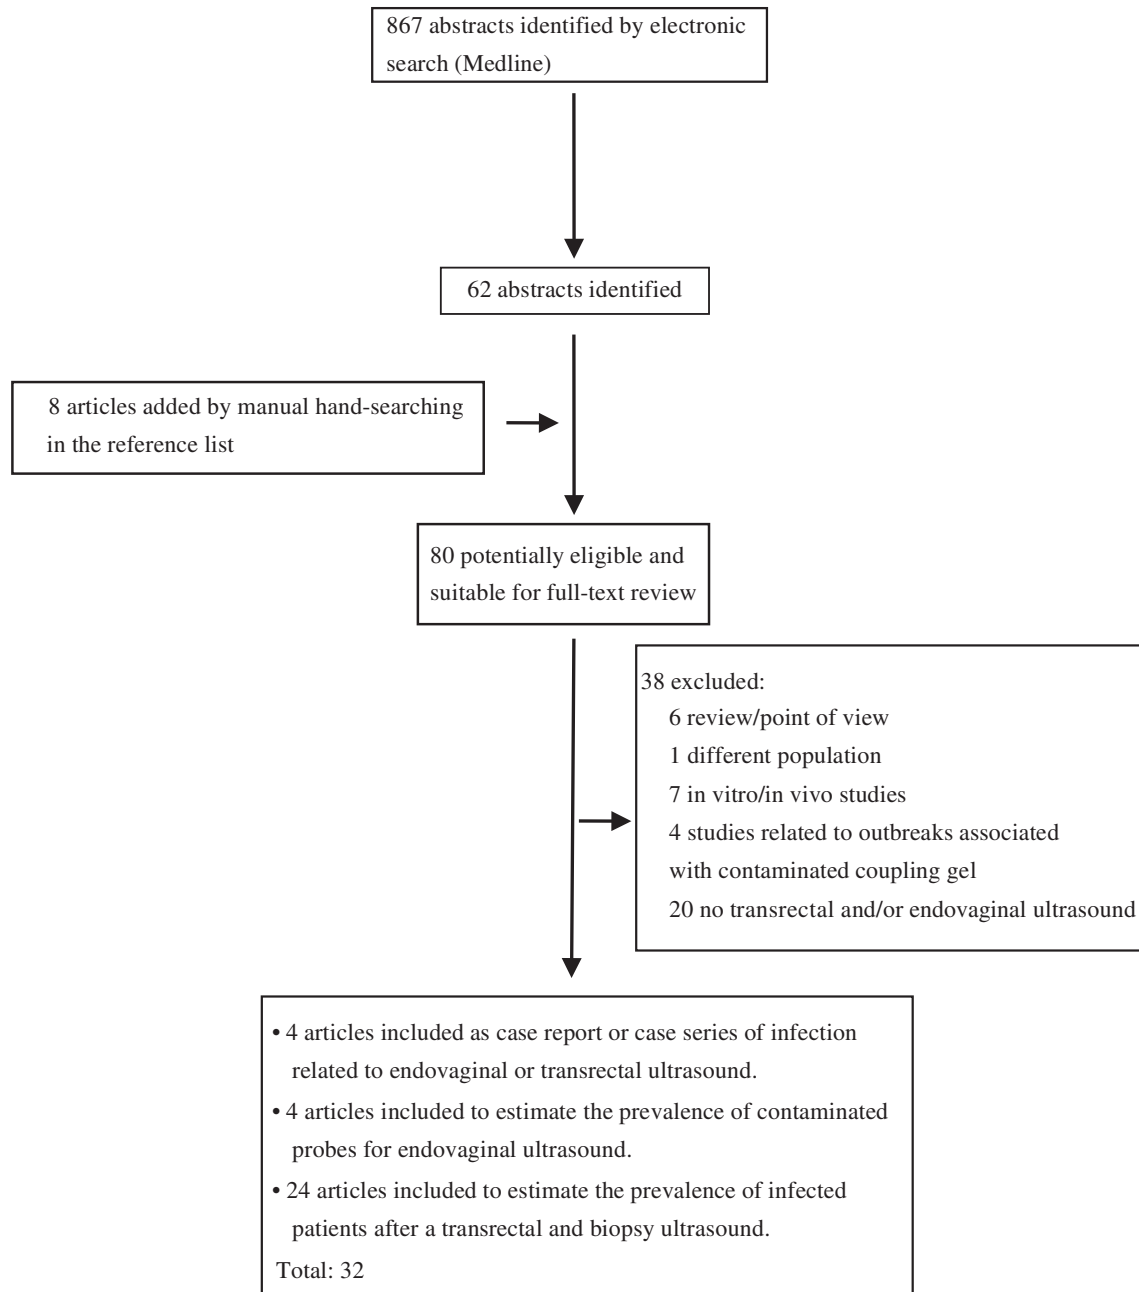 867 abstracts identified by electronic
search (Medline)
62 abstracts identified
8 articles added by manual hand-searching
in the reference list
80 potentially eligible and
suitable for full-text review
38 excluded:
6 review/point of view
1 different population
7 in vitro/in vivo studies
4 studies related to outbreaks associated
with contaminated coupling gel
20 no transrectal and/or endovaginal ultrasound
• 4 articles included as case report or case series of infection
related to endovaginal or transrectal ultrasound.
• 4 articles included to estimate the prevalence of contaminated
probes for endovaginal ultrasound.
• 24 articles included to estimate the prevalence of infected
patients after a transrectal and biopsy ultrasound.
Total: 32